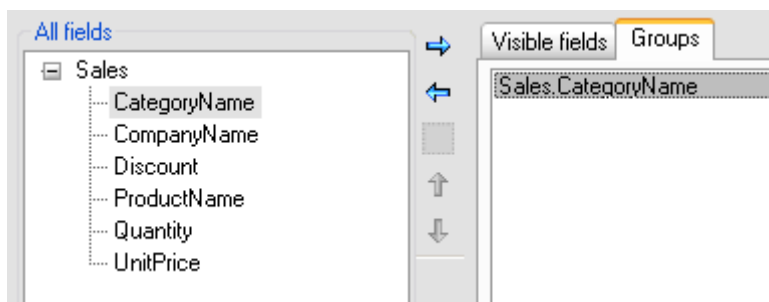 All fields
Sales
CategoryName
CompanyName
Discount
ProductName
Quantity
UnitPrice
Visible fields
Groups
Sales.CategoryName